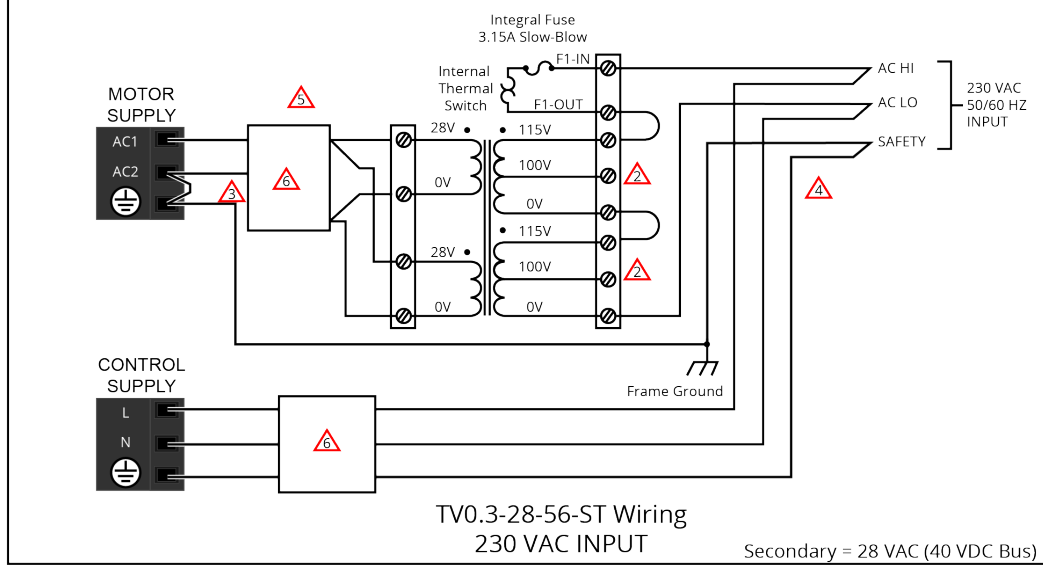 Integral Fuse
3.15A Slow-Blow
F1-IN
Internal
Thermal
Switch
F1-OUT
AC HI
AC LO
SAFETY
230 VAC
50/60 HZ
INPUT
MOTOR
SUPPLY
AC1
AC2
5
6
3
28V
0V
28V
0V
115V
100V
0V
115V
100V
0V
2
2
4
Frame Ground
CONTROL
SUPPLY
L
N
6
TV0.3-28-56-ST Wiring
230 VAC INPUT
Secondary = 28 VAC (40 VDC Bus)